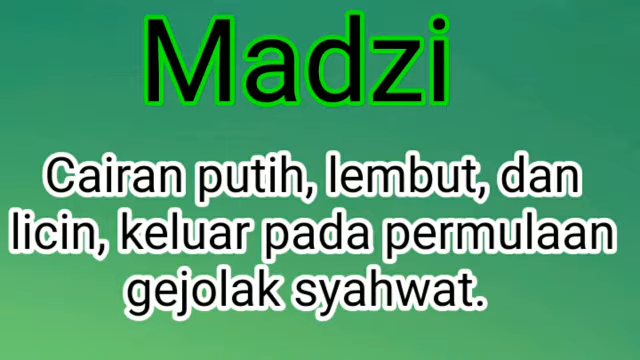 Madzi
Cairan putih, lembut, dan
licin, keluar pada permulaan
gejolak syahwat.